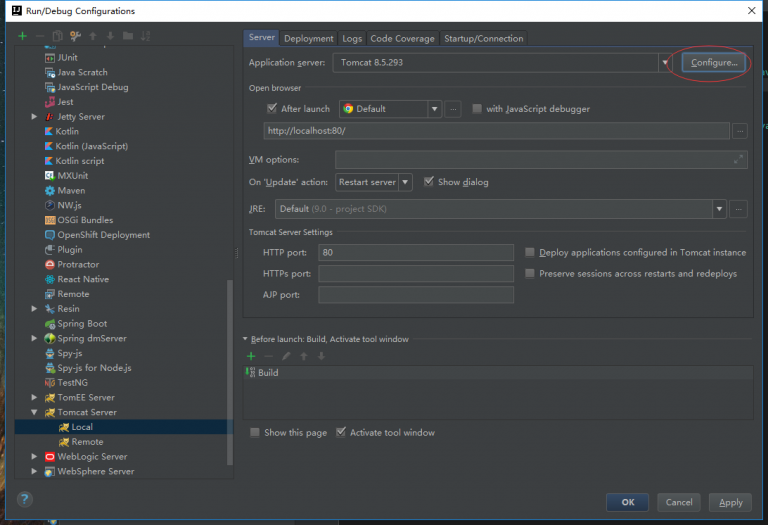 Run/Debug Configurations
JUnit
Java Scratch
JavaScript Debug
Jest
Jetty Server
Kotlin
Kotlin (JavaScript)
Kotlin script
MXUnit
Maven
NW.js
OSGi Bundles
OpenShift Deployment
Plugin
Protractor
React Native
Remote
Resin
Spring Boot
Spring dmServer
Spy-js
Spy-js for Node.js
TestNG
TomEE Server
Tomcat Server
Local
Remote
WebLogic Server
WebSphere Server
Server Deployment Logs Code Coverage Startup/Connection
Application server: Tomcat 8.5.293 Configure...
Open browser
After launch Default ... with JavaScript debugger
http://localhost:80/ ...
VM options:
On 'Update' action: Restart server Show dialog
JRE: Default (9.0 - project SDK) ...
Tomcat Server Settings
HTTP port: 80 Deploy applications configured in Tomcat instance
HTTPs port: Preserve sessions across restarts and redeploys
AJP port:
Before launch: Build, Activate tool window
Build
Show this page Activate tool window
? OK Cancel Apply